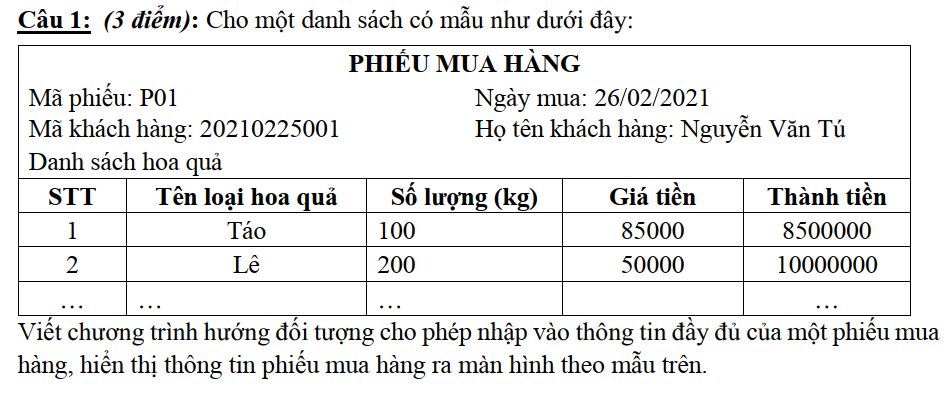 Câu 1: (3 điểm): Cho một danh sách có mẫu như dưới đây:
PHIẾU MUA HÀNG
Mã phiếu: P01 Ngày mua: 26/02/2021
Mã khách hàng: 20210225001 Họ tên khách hàng: Nguyễn Văn Tú
Danh sách hoa quả
STT Tên loại hoa quả Số lượng (kg) Giá tiền Thành tiền
1 Táo 100 85000 8500000
2 Lê 200 50000 10000000
… … … …
Viết chương trình hướng đối tượng cho phép nhập vào thông tin đầy đủ của một phiếu mua
hàng, hiển thị thông tin phiếu mua hàng ra màn hình theo mẫu trên.